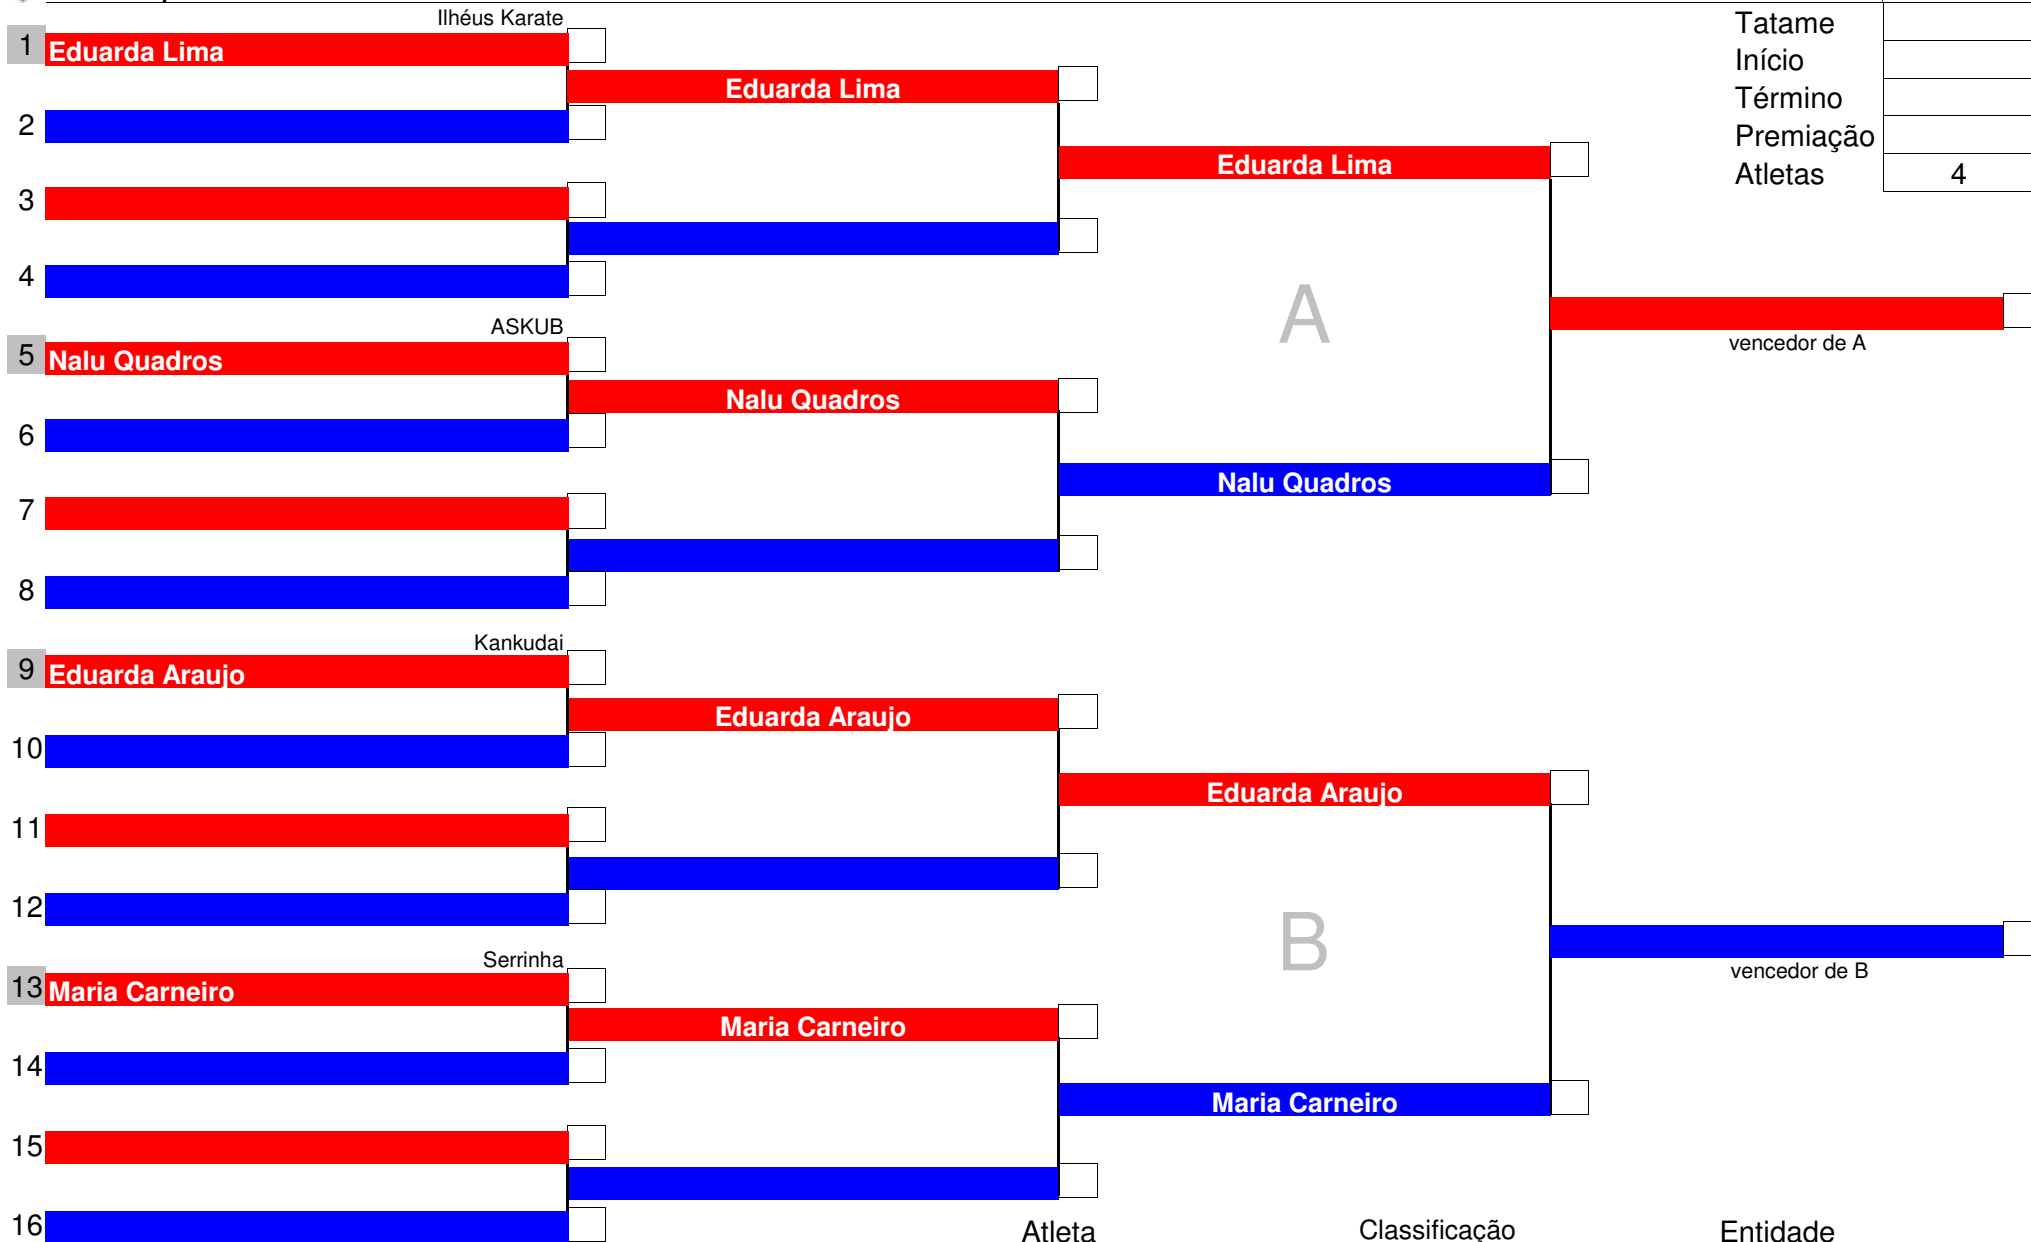 Ilhéus Karate
Tatame
1 Eduarda Lima
Início
Eduarda Lima
Término
2
Premiação
Eduarda Lima
Atletas 4
3
4
A
ASKUB
vencedor de A
5 Nalu Quadros
Nalu Quadros
6
Nalu Quadros
7
8
Kankudai
9 Eduarda Araujo
Eduarda Araujo
10
Eduarda Araujo
11
12
B
Serrinha
vencedor de B
13 Maria Carneiro
Maria Carneiro
14
Maria Carneiro
15
16
Atleta Classificação Entidade